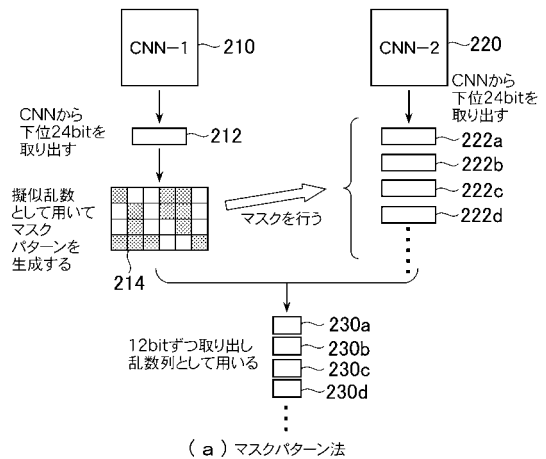 CNN-1
210
CNN-2
220
CNNから
下位24bitを
取り出す
212
CNNから
下位24bitを
取り出す
222a
222b
222c
222d
擬似乱数
として用いて
マスク
パターンを
生成する
214
マスクを行う
12bitずつ取り出し
乱数列として用いる
230a
230b
230c
230d
(a) マスクパターン法